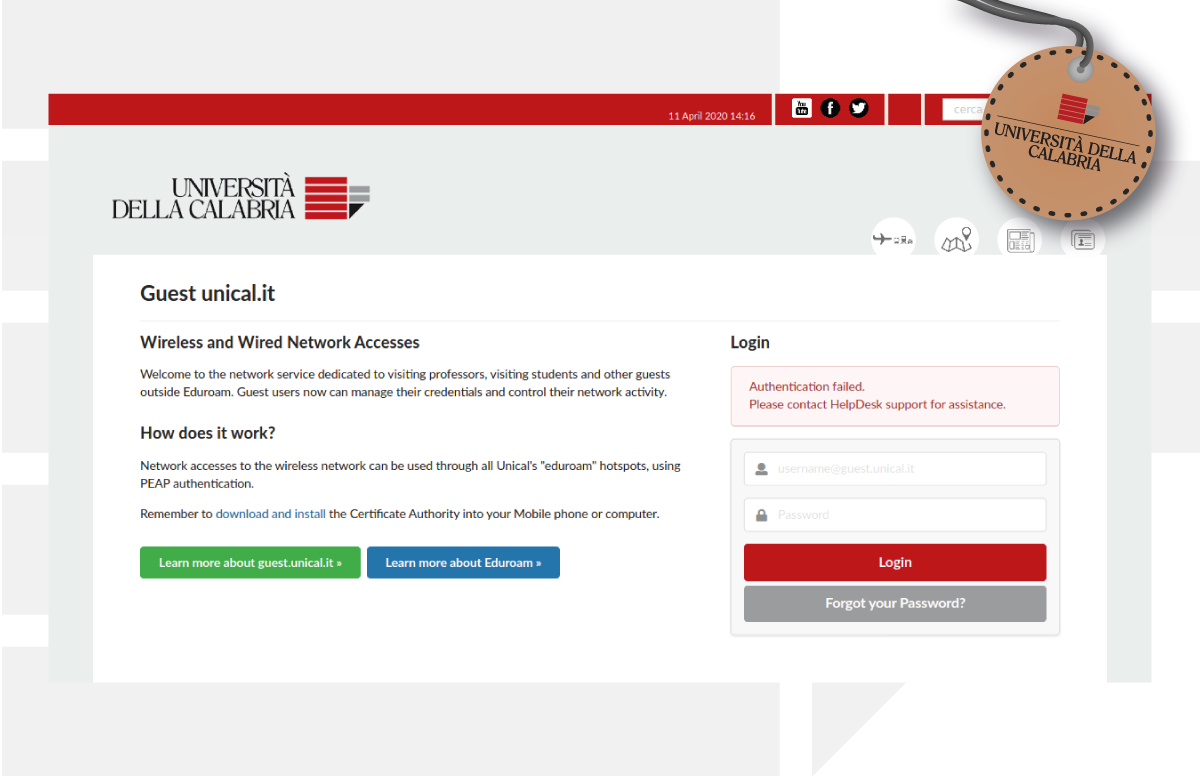 11 April 2020 14:16
You
Tube
cerca
UNIVERSITÀ DELLA
CALABRIA
UNIVERSITÀ
DELLA CALABRIA
Guest unical.it
Wireless and Wired Network Accesses
Welcome to the network service dedicated to visiting professors, visiting students and other guests
outside Eduroam. Guest users now can manage their credentials and control their network activity.
How does it work?
Network accesses to the wireless network can be used through all Unical's "eduroam" hotspots, using
PEAP authentication.
Remember to download and install the Certificate Authority into your Mobile phone or computer.
Learn more about guest.unical.it »
Learn more about Eduroam »
Login
Authentication failed.
Please contact HelpDesk support for assistance.
username@guest.unical.it
Password
Login
Forgot your Password?